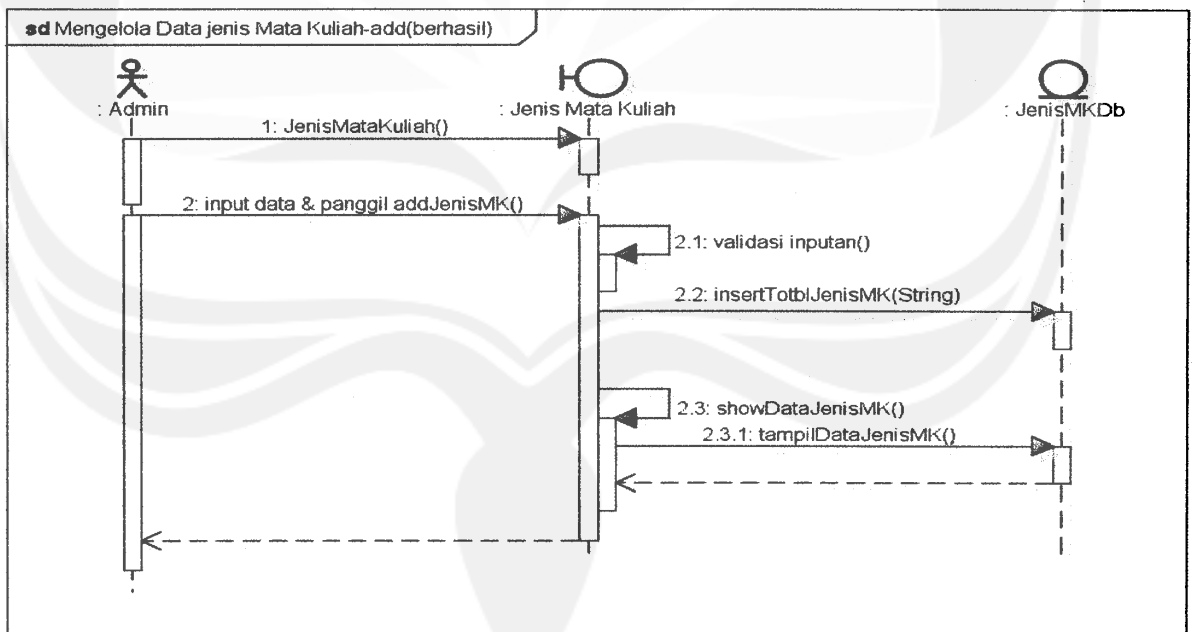 sd Mengelola Data jenis Mata Kuliah-add(berhasil)
: Admin
: Jenis Mata Kuliah
: JenisMKDb
1: JenisMataKuliah()
2: input data & panggil addJenisMK()
2.1: validasi inputan()
2.2: insertTotblJenisMK(String)
2.3: showDataJenisMK()
2.3.1: tampilDataJenisMK()